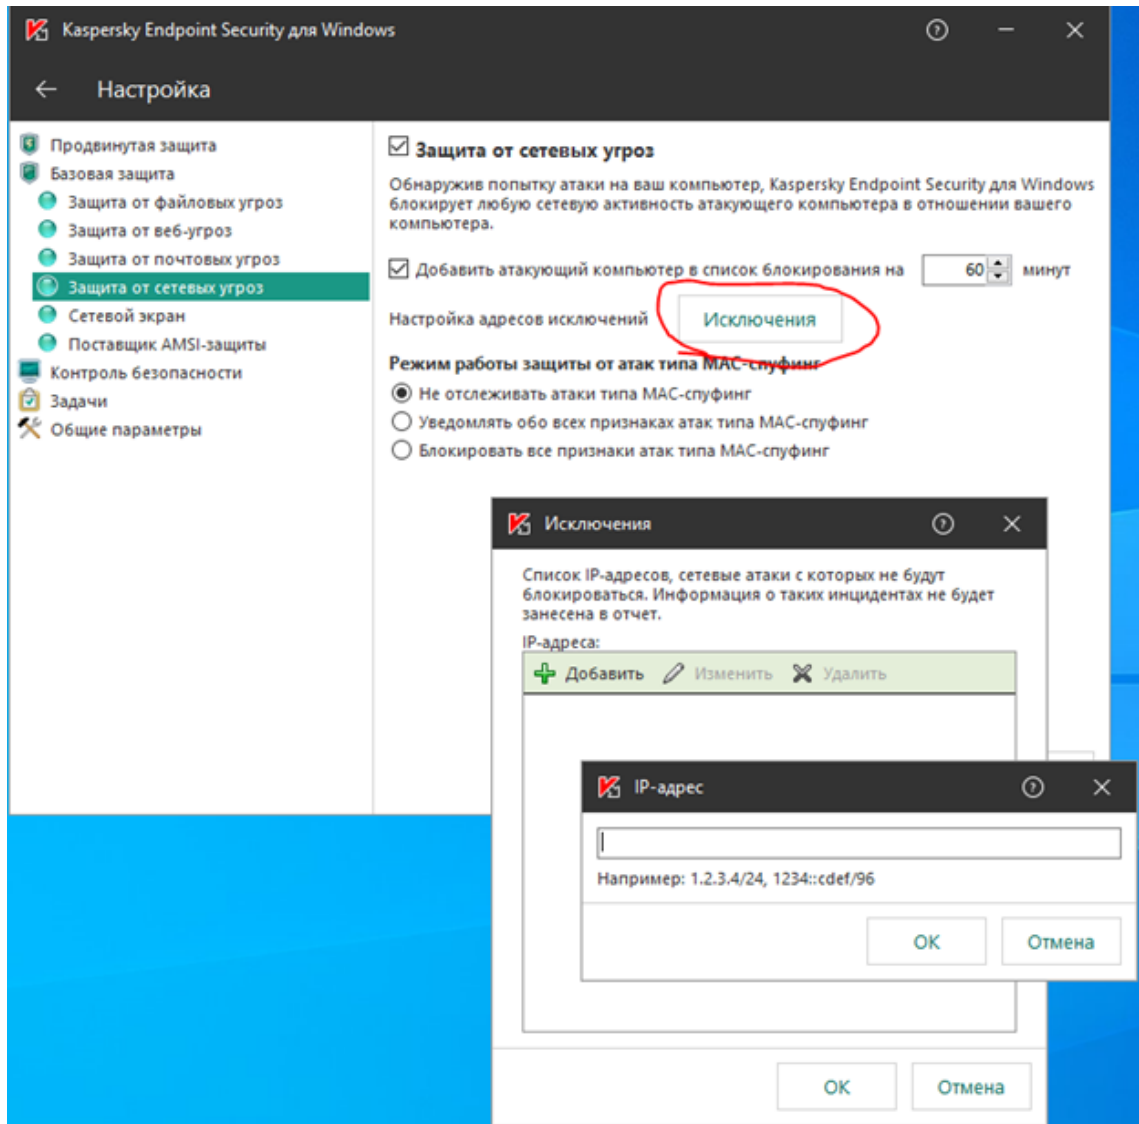 Kaspersky Endpoint Security для Windows
Настройка
Продвинутая защита
Базовая защита
Защита от файловых угроз
Защита от веб-угроз
Защита от почтовых угроз
Защита от сетевых угроз
Сетевой экран
Поставщик AMSI-защиты
Контроль безопасности
Задачи
Общие параметры
Защита от сетевых угроз
Обнаружив попытку атаки на ваш компьютер, Kaspersky Endpoint Security для Windows
блокирует любую сетевую активность атакующего компьютера в отношении вашего
компьютера.
Добавить атакующий компьютер в список блокирования на 60 минут
Настройка адресов исключений Исключения
Режим работы защиты от атак типа MAC-спуфинг
Не отслеживать атаки типа MAC-спуфинг
Уведомлять обо всех признаках атак типа MAC-спуфинг
Блокировать все признаки атак типа MAC-спуфинг
Исключения
Список IP-адресов, сетевые атаки с которых не будут
блокироваться. Информация о таких инцидентах не будет
занесена в отчет.
IP-адреса:
Добавить Изменить Удалить
IP-адрес
Например: 1.2.3.4/24, 1234::cdef/96
ОК Отмена
ОК Отмена